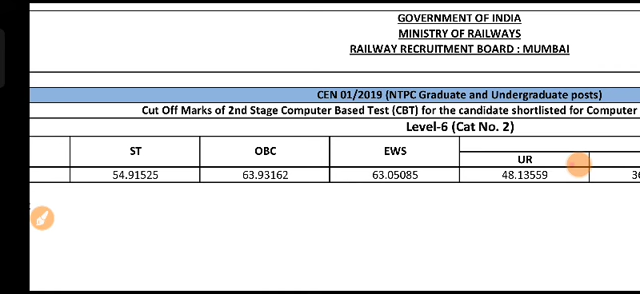 GOVERNMENT OF INDIA
MINISTRY OF RAILWAYS
RAILWAY RECRUITMENT BOARD : MUMBAI
CEN 01/2019 (NTPC Graduate and Undergraduate posts)
Cut Off Marks of 2nd Stage Computer Based Test (CBT) for the candidate shortlisted for Computer
Level-6 (Cat No. 2)
ST OBC EWS
UR
54.91525 63.93162 63.05085 48.13559